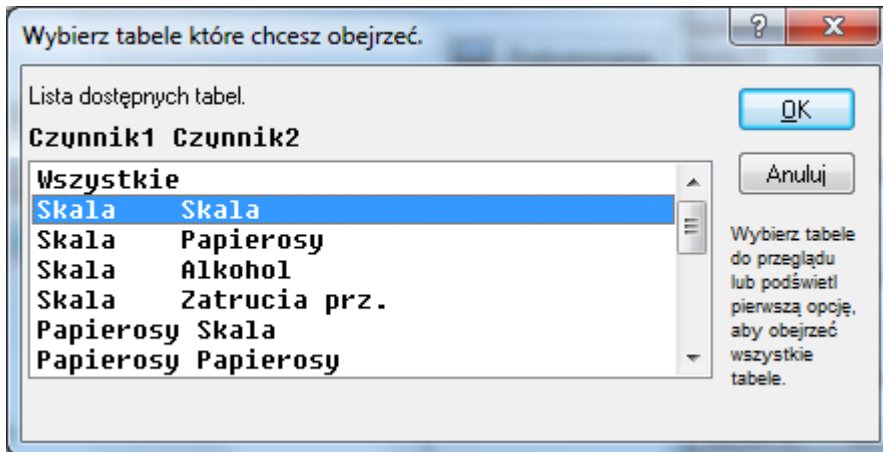 Wybierz tabele które chcesz obejrzeć.
?
Lista dostępnych tabel.
OK
Czynnik1 Czynnik2
Wszystkie
Anuluj
Skala Skala
Skala Papierosy
Skala Alkohol
Skala Zatrucia prz.
Papierosy Skala
Papierosy Papierosy
Wybierz tabele
do przeglądu
lub podświetl
pierwszą opcję,
aby obejrzeć
wszystkie
tabele.